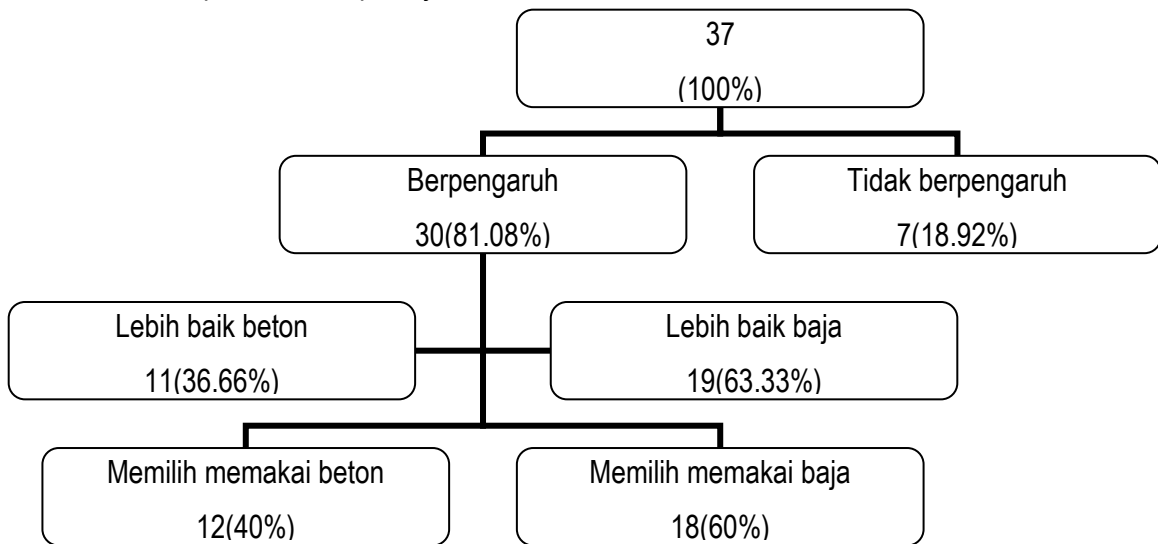 37
(100%)
Berpengaruh
30(81.08%)
Tidak berpengaruh
7(18.92%)
Lebih baik beton
11(36.66%)
Lebih baik baja
19(63.33%)
Memilih memakai beton
12(40%)
Memilih memakai baja
18(60%)